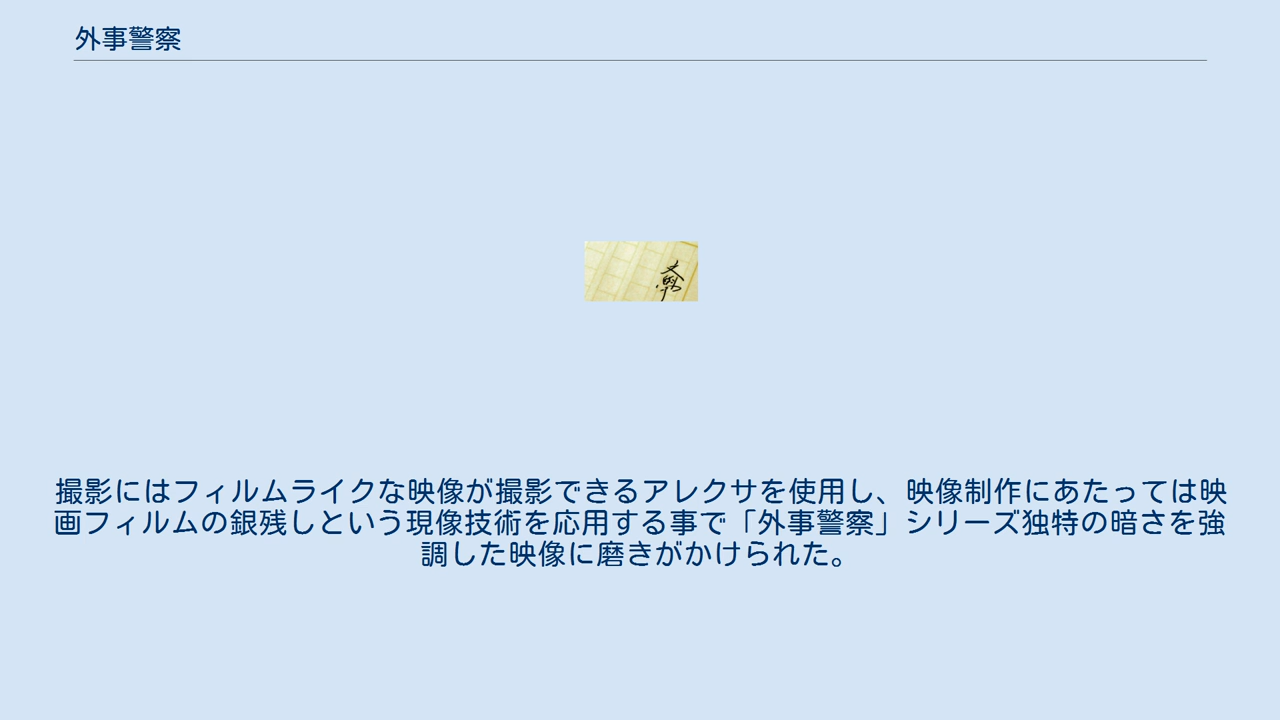 外事警察
撮影にはフィルムライクな映像が撮影できるアレクサを使用し、映像制作にあたっては映
画フィルムの銀残しという現像技術を応用する事で「外事警察」シリーズ独特の暗さを強
調した映像に磨きがかけられた。